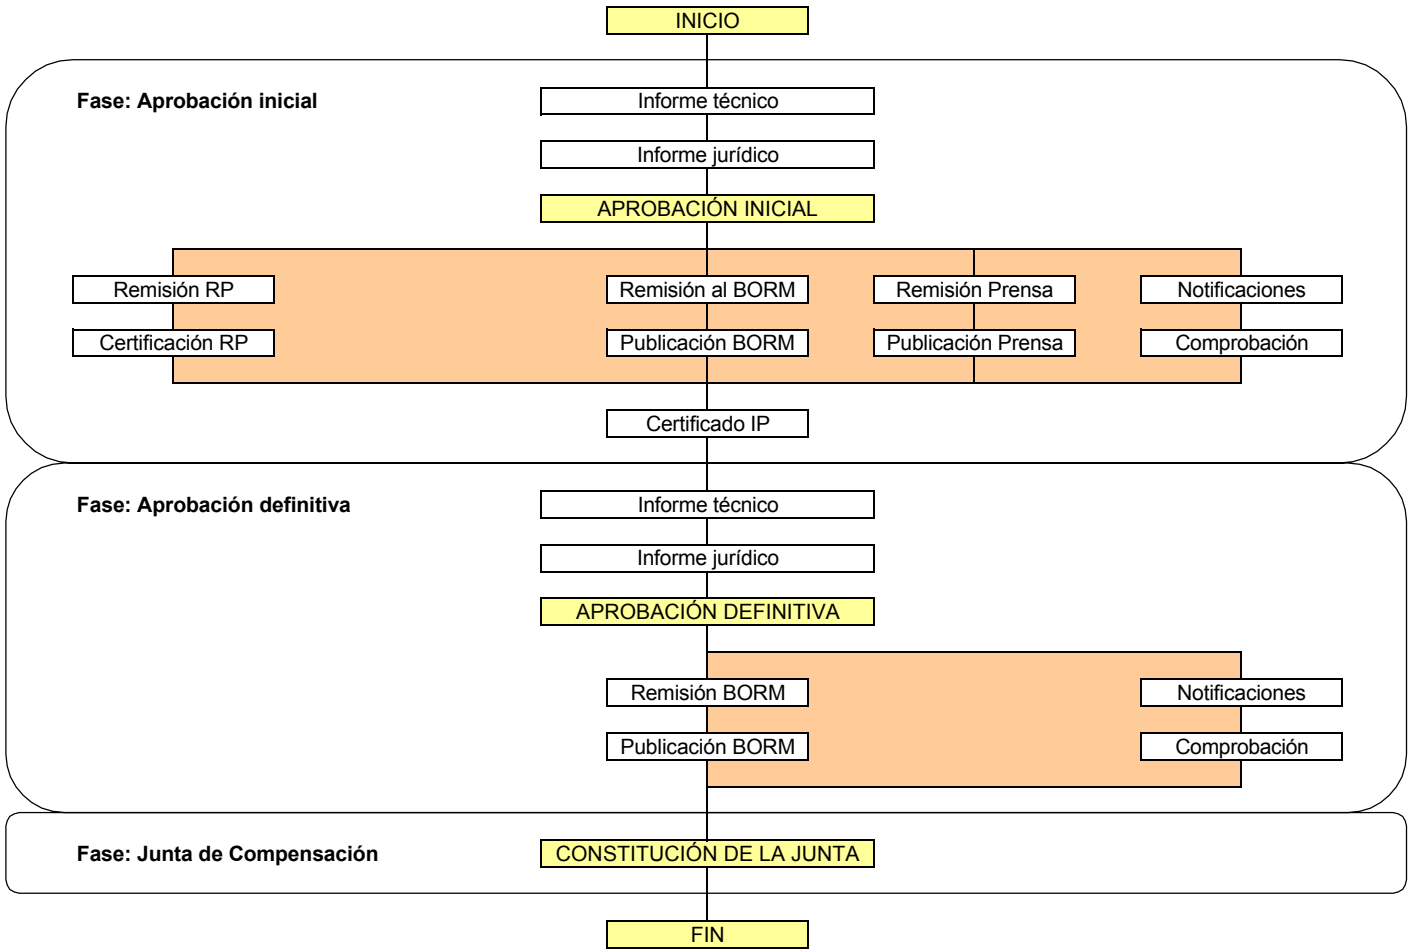 INICIO
Fase: Aprobación inicial
Informe técnico
Informe jurídico
APROBACIÓN INICIAL
Remisión RP
Remisión al BORM
Remisión Prensa
Notificaciones
Certificación RP
Publicación BORM
Publicación Prensa
Comprobación
Certificado IP
Fase: Aprobación definitiva
Informe técnico
Informe jurídico
APROBACIÓN DEFINITIVA
Remisión BORM
Notificaciones
Publicación BORM
Comprobación
Fase: Junta de Compensación
CONSTITUCIÓN DE LA JUNTA
FIN